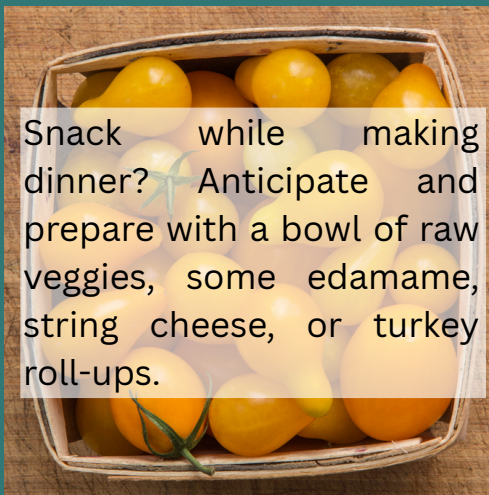 Snack while making
dinner? Anticipate and
prepare with a bowl of raw
veggies, some edamame,
string cheese, or turkey
roll-ups.